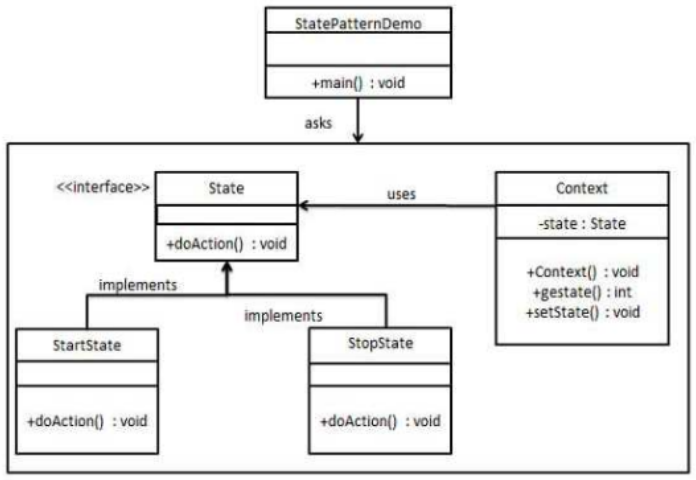 StatePatternDemo
+main() : void
asks
<<interface>>
State
+doAction() : void
uses
Context
-state : State
+Context() : void
+gestate() : int
+setState() : void
implements
implements
StartState
+doAction() : void
StopState
+doAction() : void